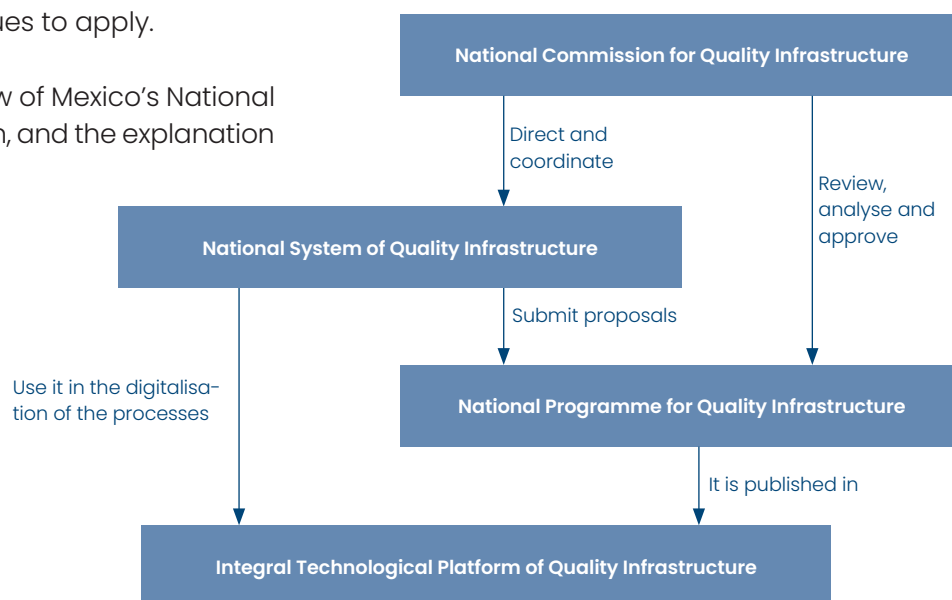 ues to apply.
w of Mexico's National
n, and the explanation
National Commission for Quality Infrastructure
Direct and
coordinate
Review,
analyse and
approve
National System of Quality Infrastructure
Submit proposals
Use it in the digitalisa-
tion of the processes
National Programme for Quality Infrastructure
It is published in
Integral Technological Platform of Quality Infrastructure